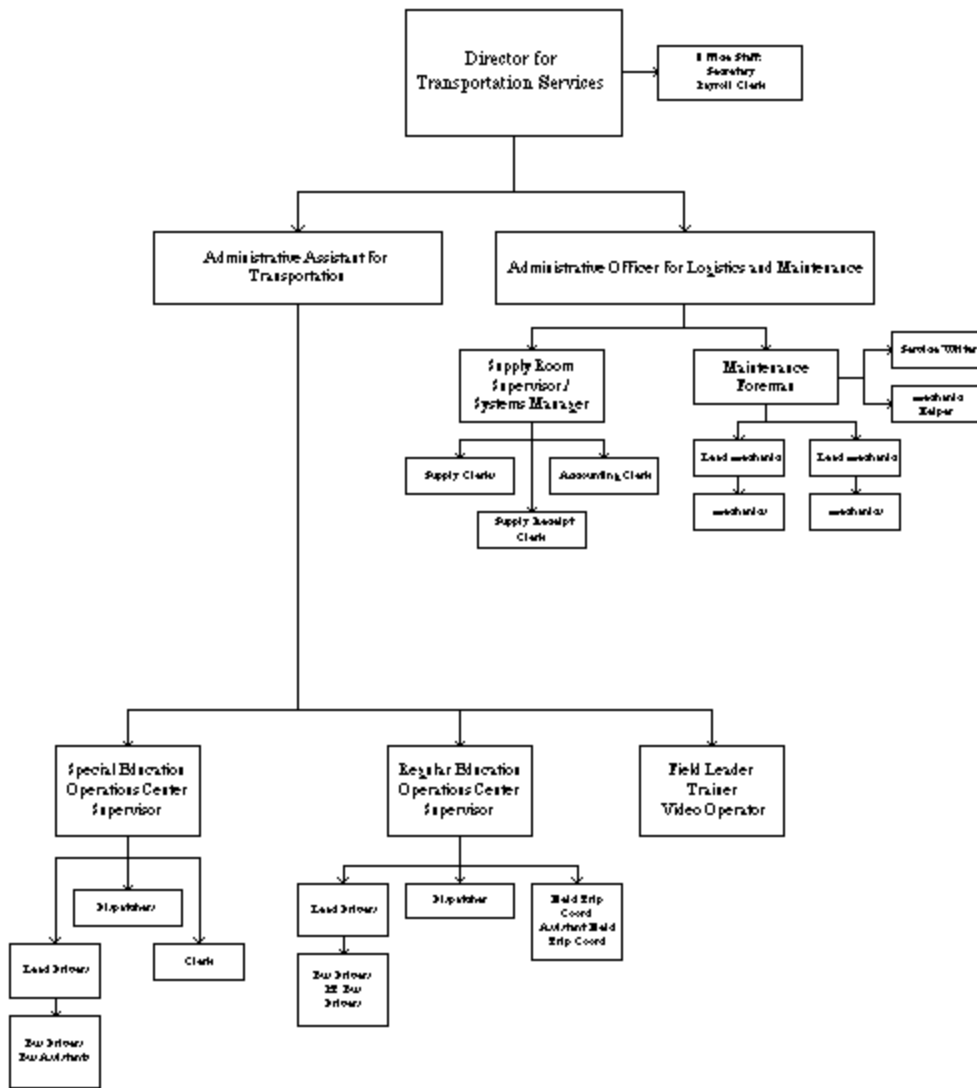 Director for
Transportation Services
Office Staff:
Secretary
Payroll Clerk
Administrative Assistant for
Transportation
Administrative Officer for Logistics and Maintenance
Supply Room
Supervisor /
Systems Manager
Maintenance
Foreman
Service Writer
Mechanic
Helper
Supply Clerks
Accounting Clerk
Supply Receipt
Clerk
Lead Mechanic
Lead Mechanic
Mechanics
Mechanics
Special Education
Operations Center
Supervisor
Regular Education
Operations Center
Supervisor
Field Leader
Trainer
Video Operator
Dispatchers
Clerk
Lead Drivers
Bus Drivers
Bus Assistants
Lead Drivers
Dispatcher
Field Trip
Coord
Assistant Field
Trip Coord
Bus Drivers
Bus
Drivers